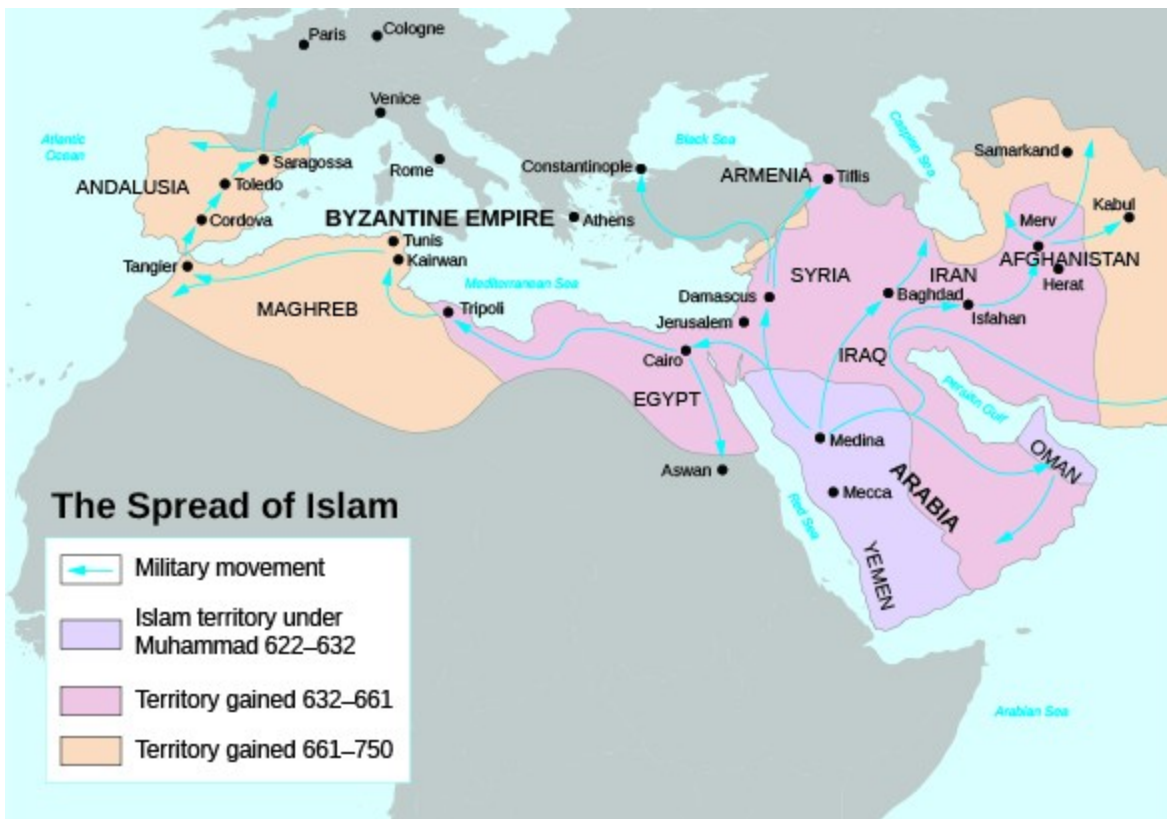 Paris
Cologne
Venice
Atlantic
Ocean
Black Sea
Caspian Sea
Samarkand
Saragossa
Rome
Constantinople
ARMENIA
Tiflis
ANDALUSIA
Toledo
Kabul
Cordova
BYZANTINE EMPIRE
Athens
Merv
Tunis
Kairwan
AFGHANISTAN
Tangier
SYRIA
IRAN
Mediterranean Sea
Herat
MAGHREB
Damascus
Baghdad
Tripoli
Isfahan
Jerusalem
Cairo
IRAQ
EGYPT
persikn Gulf
Medina
OMAN
Aswan
ARABIA
Mecca
Red Sea
YEMEN
Arabian Sea
The Spread of Islam
Military movement
Islam territory under
Muhammad 622–632
Territory gained 632–661
Territory gained 661–750